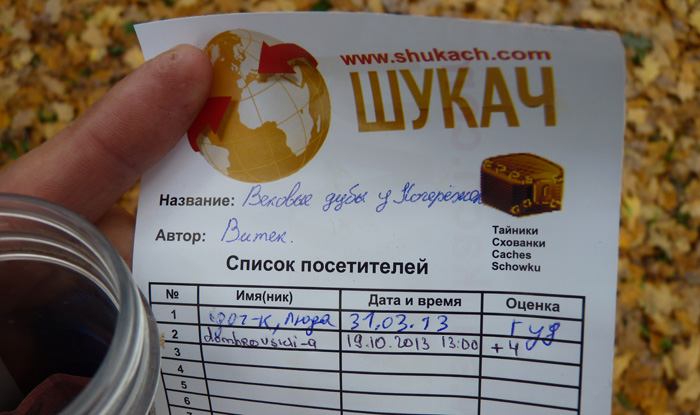 www.shukach.com
ШУКАЧ
Название: Вековые дубы у
Автор: Витек.
Тайники
Схованки
Caches
Schowku
Список посетителей
№ Имя(ник) Дата и время Оценка
1 Люда 31.03.13 гуд
2 19.10.2013 13:00 +4
3
4
5
6